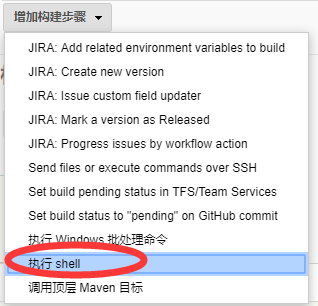 增加构建步骤
JIRA: Add related environment variables to build
JIRA: Create new version
JIRA: Issue custom field updater
JIRA: Mark a version as Released
JIRA: Progress issues by workflow action
Send files or execute commands over SSH
Set build pending status in TFS/Team Services
Set build status to "pending" on GitHub commit
执行 Windows 批处理命令
执行 shell
调用顶层 Maven 目标